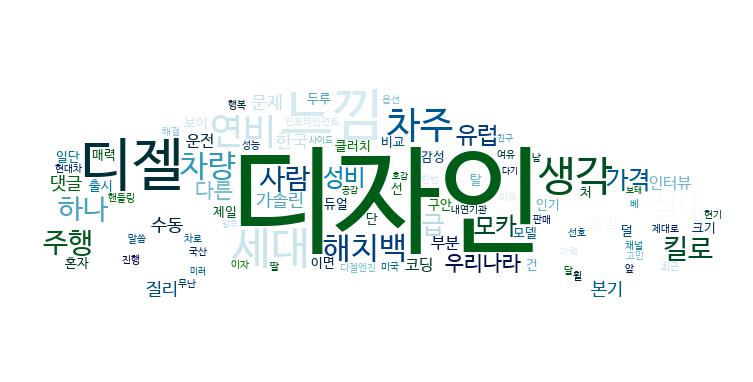 행복
두루
옵션
문제
보이
인포테인먼트
느낌
해결
연비
차주
유럽
운전
한국
사이드
친구
성능
클러치
비교
일단
매력
디젤
차량
디자인
감성
여유
남
현대차
댓글
출시
다른
사람
성비
호감
생각
다기
가격
인터뷰
핸들링
가솔린
공감
선
탈
처
보태
하나
제일
듀얼
구안
내연기관
인기
베
수동
단
급
모카
판매
현기
주행
말씀
차로
세대
해치백
부분
모델
선호
덜
제대로
크기
국산
채널
킬로
혼자
진행
이자
딸
이면
디젤엔진
미국
코딩
우리나라
건
고민
미러
달
휠
앞
최근
질리
무난
본기